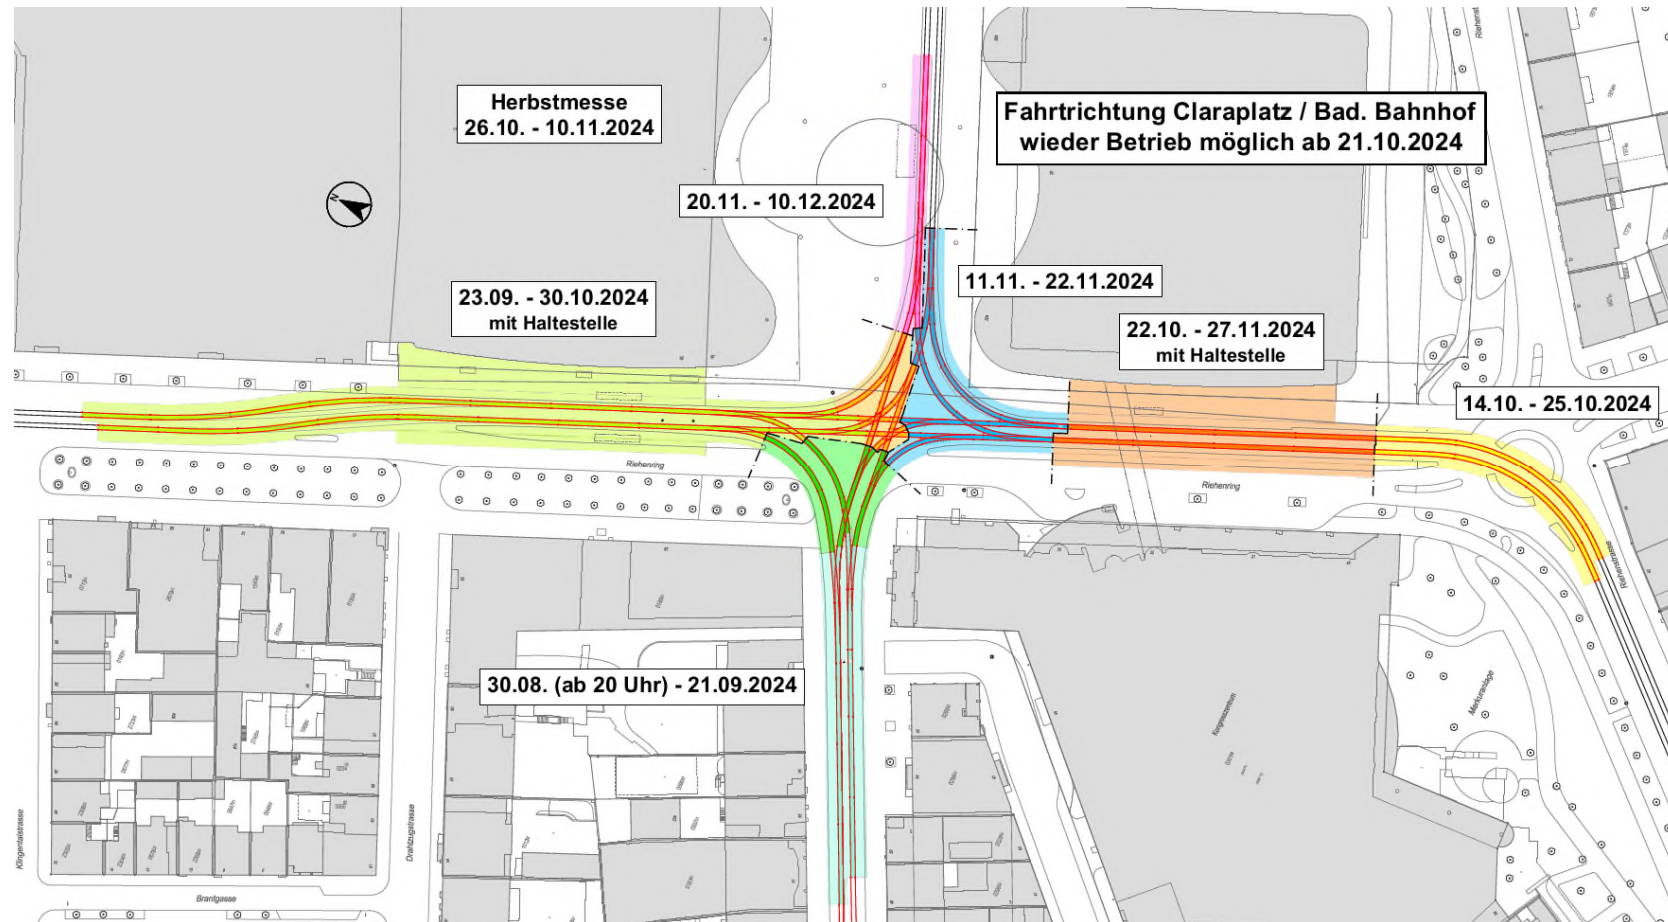 Herbstmesse
26.10. - 10.11.2024
Fahrtrichtung Claraplatz / Bad. Bahnhof
wieder Betrieb möglich ab 21.10.2024
20.11. - 10.12.2024
N
11.11. - 22.11.2024
23.09. - 30.10.2024
mit Haltestelle
22.10. - 27.11.2024
mit Haltestelle
14.10. - 25.10.2024
Riehenring
Riehenring
Riehenstrasse
30.08. (ab 20 Uhr) - 21.09.2024
Kongresszentrum
Merkuranlage
Klingentalstrasse
Drahtzugstrasse
Brantgasse